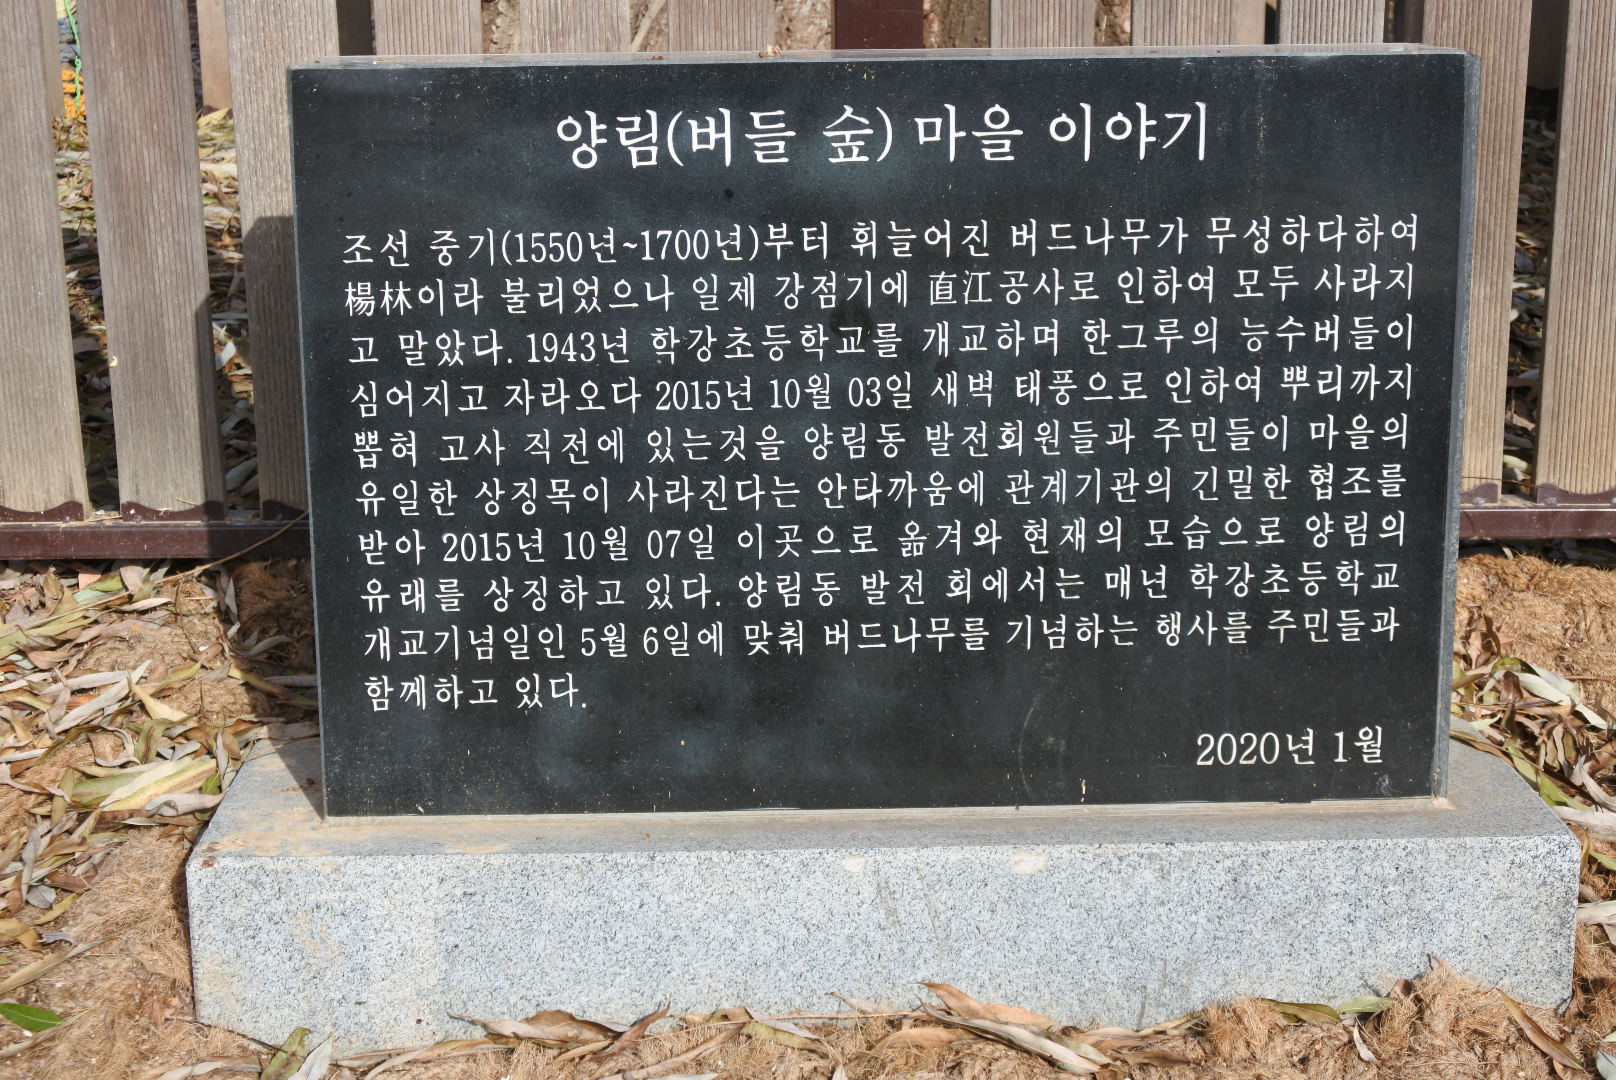 양림(버들 숲) 마을 이야기
조선 중기(1550년~1700년)부터 휘늘어진 버드나무가 무성하다하여
楊林이라 불리었으나 일제 강점기에 直江공사로 인하여 모두 사라지
고 말았다. 1943년 학강초등학교를 개교하며 한그루의 능수버들이
심어지고 자라오다 2015년 10월 03일 새벽 태풍으로 인하여 뿌리까지
뽑혀 고사 직전에 있는것을 양림동 발전회원들과 주민들이 마을의
유일한 상징목이 사라진다는 안타까움에 관계기관의 긴밀한 협조를
받아 2015년 10월 07일 이곳으로 옮겨와 현재의 모습으로 양림의
유래를 상징하고 있다. 양림동 발전 회에서는 매년 학강초등학교
개교기념일인 5월 6일에 맞춰 버드나무를 기념하는 행사를 주민들과
함께하고 있다.
2020년 1월